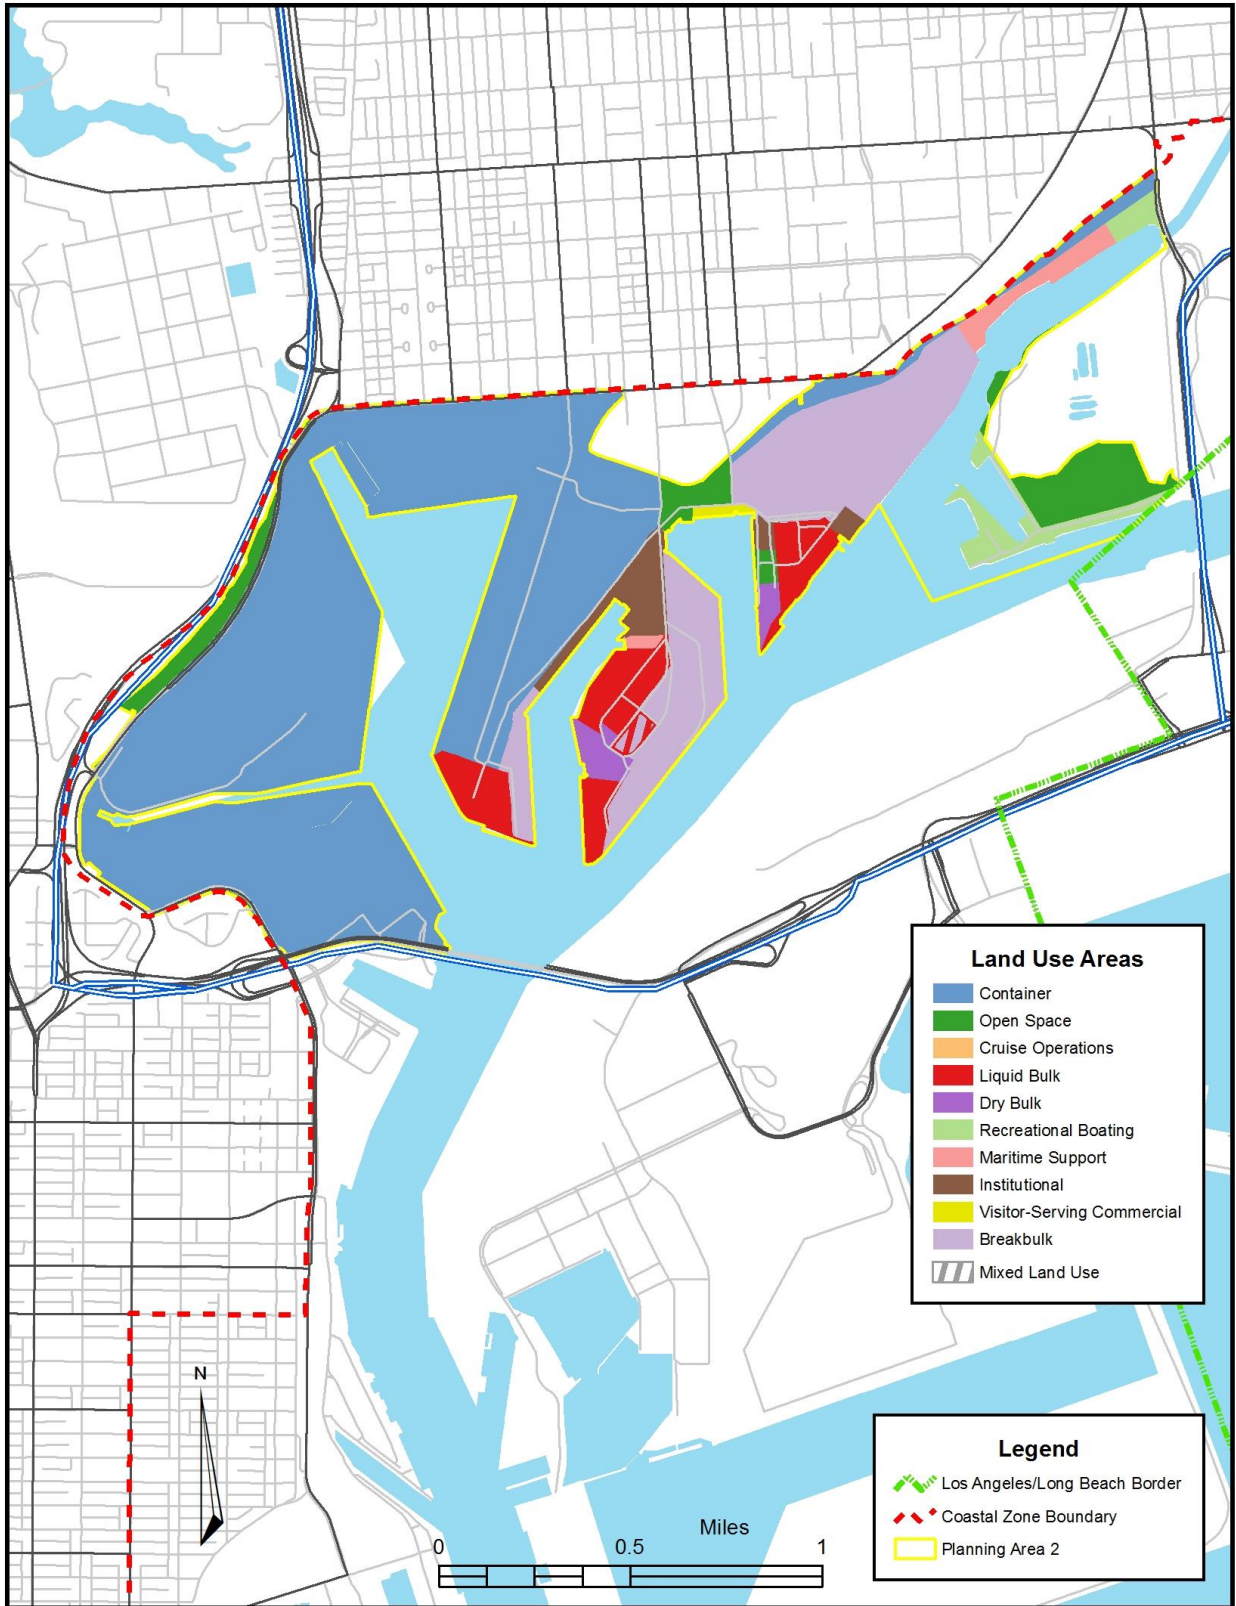 Land Use Areas
Container
Open Space
Cruise Operations
Liquid Bulk
Dry Bulk
Recreational Boating
Maritime Support
Institutional
Visitor-Serving Commercial
Breakbulk
Mixed Land Use
N
Legend
Los Angeles/Long Beach Border
Coastal Zone Boundary
Planning Area 2
Miles
0 0.5 1